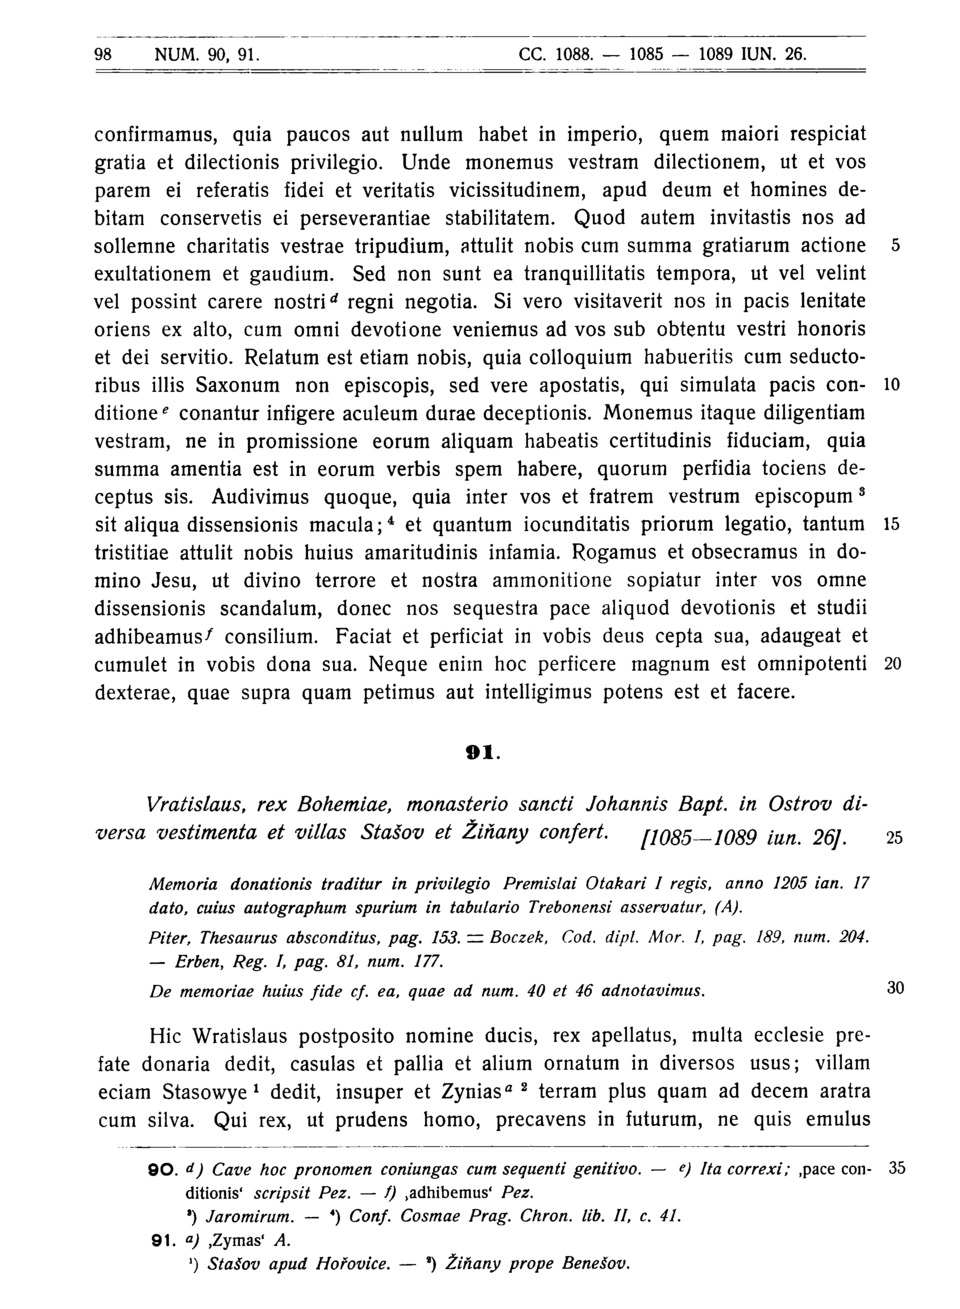 98 NUM. 90, 91. CC. 1088. — 1085 — 1089 IUN. 26.
confirmamus, quia paucos aut nullum habet in imperio, quem maiori respiciat
gratia et dilectionis privilegio. Unde monemus vestram dilectionem, ut et vos
parem ei referatis fidei et veritatis vicissitudinem, apud deum et homines de-
bitam conservetis ei perseverantiae stabilitatem. Quod autem invitastis nos ad
sollemne charitatis vestrae tripudium, attulit nobis cum summa gratiarum actione 5
exultationem et gaudium. Sed non sunt ea tranquillitatis tempora, ut vel velint
vel possint carere nostri d regni negotia. Si vero visitaverit nos in pacis lenitate
oriens ex alto, cum omni devotione veniemus ad vos sub obtentu vestri honoris
et dei servitio. Relatum est etiam nobis, quia colloquium habueritis cum seducto-
ribus illis Saxonum non episcopis, sed vere apostatis, qui simulata pacis con- 10
ditione e conantur infigere aculeum durae deceptionis. Monemus itaque diligentiam
vestram, ne in promissione eorum aliquam habeatis certitudinis fiduciam, quia
summa amentia est in eorum verbis spem habere, quorum perfidia tociens de-
ceptus sis. Audivimus quoque, quia inter vos et fratrem vestrum episcopum ³
sit aliqua dissensionis macula; ⁴ et quantum iocunditatis priorum legatio, tantum 15
tristitiae attulit nobis huius amaritudinis infamia. Rogamus et obsecramus in do-
mino Jesu, ut divino terrore et nostra ammonitione sopiatur inter vos omne
dissensionis scandalum, donec nos sequestra pace aliquod devotionis et studii
adhibeamus f consilium. Faciat et perficiat in vobis deus cepta sua, adaugeat et
cumulet in vobis dona sua. Neque enim hoc perficere magnum est omnipotenti 20
dexterae, quae supra quam petimus aut intelligimus potens est et facere.
91.
Vratislaus, rex Bohemiae, monasterio sancti Johannis Bapt. in Ostrov di-
versa vestimenta et villas Stašov et Žiňany confert. [1085—1089 iun. 26]. 25
Memoria donationis traditur in privilegio Premislai Otakari I regis, anno 1205 ian. 17
dato, cuius autographum spurium in tabulario Trebonensi asservatur, (A).
Piter, Thesaurus absconditus, pag. 153. = Boczek, Cod. dipl. Mor. I, pag. 189, num. 204.
— Erben, Reg. I, pag. 81, num. 177.
De memoriae huius fide cf. ea, quae ad num. 40 et 46 adnotavimus. 30
Hic Wratislaus postposito nomine ducis, rex apellatus, multa ecclesie pre-
fate donaria dedit, casulas et pallia et alium ornatum in diversos usus; villam
eciam Stasowye ¹ dedit, insuper et Zynias a ² terram plus quam ad decem aratra
cum silva. Qui rex, ut prudens homo, precavens in futurum, ne quis emulus
90. d) Cave hoc pronomen coniungas cum sequenti genitivo. — e) Ita correxi; ‚pace con- 35
ditionis‘ scripsit Pez. — f) ‚adhibemus‘ Pez.
³) Jaromirum. — ⁴) Conf. Cosmae Prag. Chron. lib. II, c. 41.
91. a) ‚Zymas‘ A.
¹) Stašov apud Hořovice. — ²) Žiňany prope Benešov.